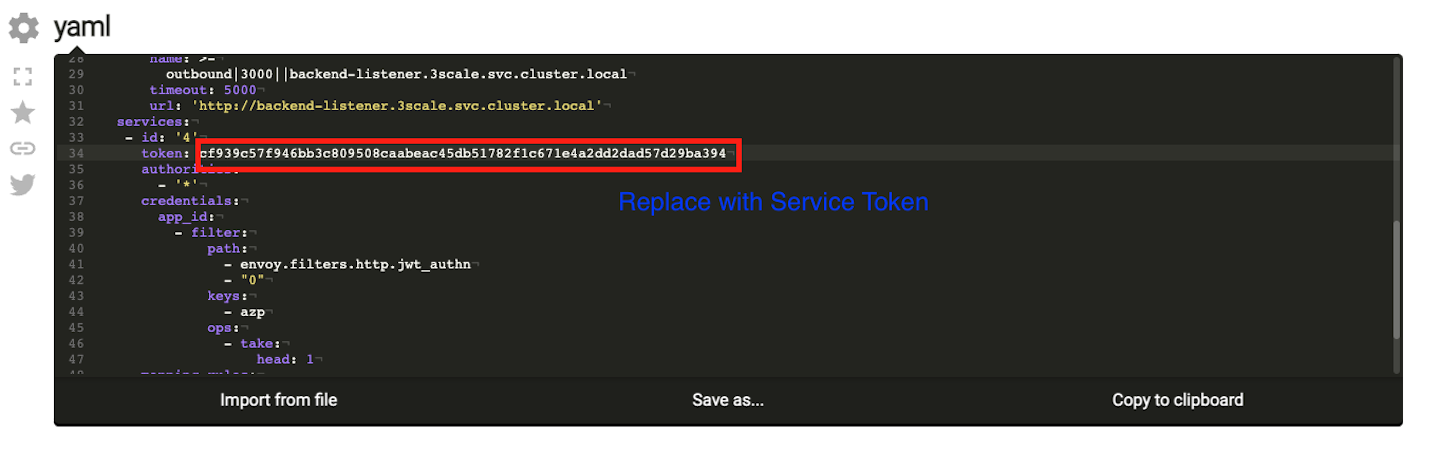 yaml
28 name: >-¬
29 outbound|3000||backend-listener.3scale.svc.cluster.local¬
30 timeout: 5000¬
31 url: 'http://backend-listener.3scale.svc.cluster.local'¬
32 services:¬
33 - id: '4'¬
34 token: cf939c57f946bb3c809508caabeac45db51782f1c671e4a2dd2dad57d29ba394¬
35 authorities:¬
36 - '*'¬
Replace with Service Token
37 credentials:¬
38 app_id:¬
39 - filter:¬
40 path:¬
41 - envoy.filters.http.jwt_authn¬
42 - "0"¬
43 keys:¬
44 - azp¬
45 ops:¬
46 - take:¬
47 head: 1¬
Import from file
Save as...
Copy to clipboard